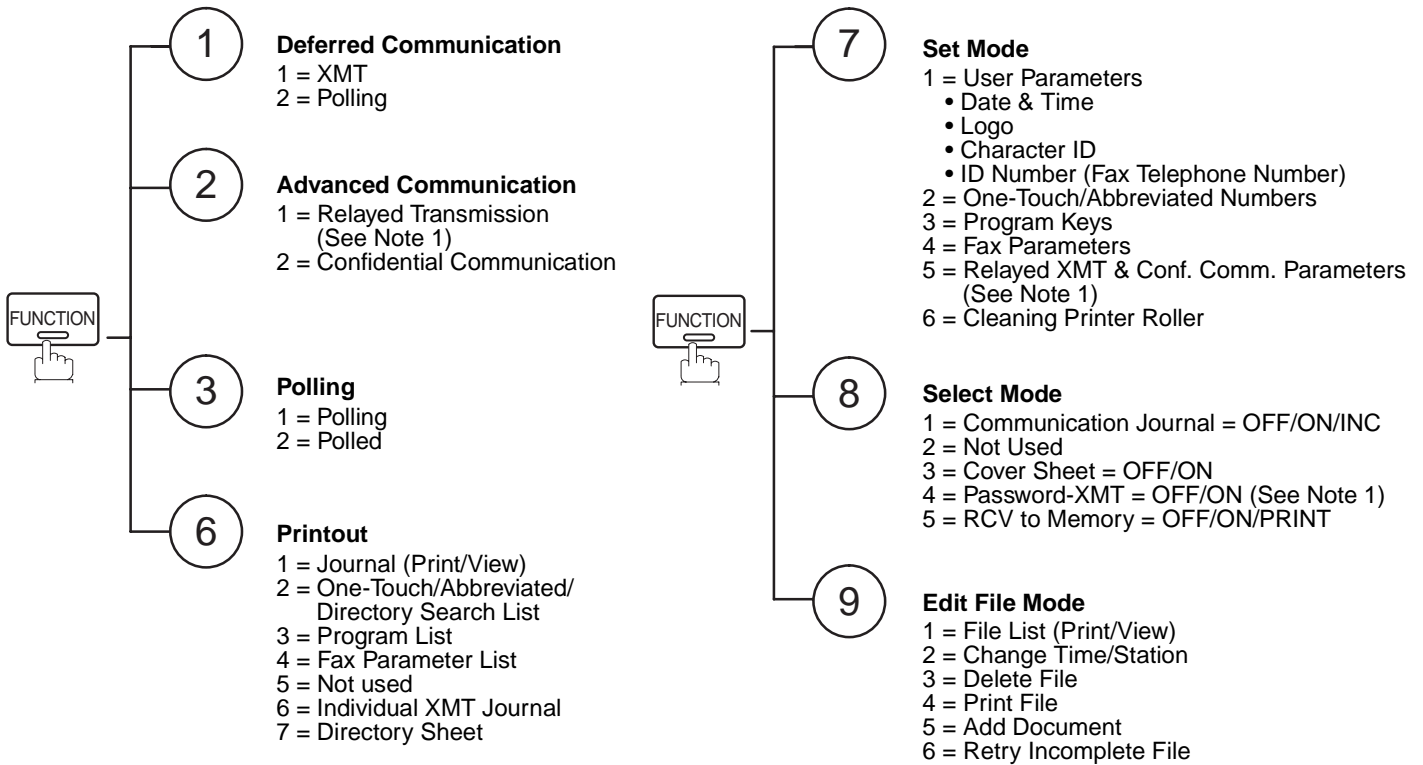 1
Deferred Communication
1 = XMT
2 = Polling
2
Advanced Communication
1 = Relayed Transmission
(See Note 1)
2 = Confidential Communication
FUNCTION
3
Polling
1 = Polling
2 = Polled
6
Printout
1 = Journal (Print/View)
2 = One-Touch/Abbreviated/
Directory Search List
3 = Program List
4 = Fax Parameter List
5 = Not used
6 = Individual XMT Journal
7 = Directory Sheet
7
Set Mode
1 = User Parameters
• Date & Time
• Logo
• Character ID
• ID Number (Fax Telephone Number)
2 = One-Touch/Abbreviated Numbers
3 = Program Keys
4 = Fax Parameters
5 = Relayed XMT & Conf. Comm. Parameters
(See Note 1)
6 = Cleaning Printer Roller
FUNCTION
8
Select Mode
1 = Communication Journal = OFF/ON/INC
2 = Not Used
3 = Cover Sheet = OFF/ON
4 = Password-XMT = OFF/ON (See Note 1)
5 = RCV to Memory = OFF/ON/PRINT
9
Edit File Mode
1 = File List (Print/View)
2 = Change Time/Station
3 = Delete File
4 = Print File
5 = Add Document
6 = Retry Incomplete File